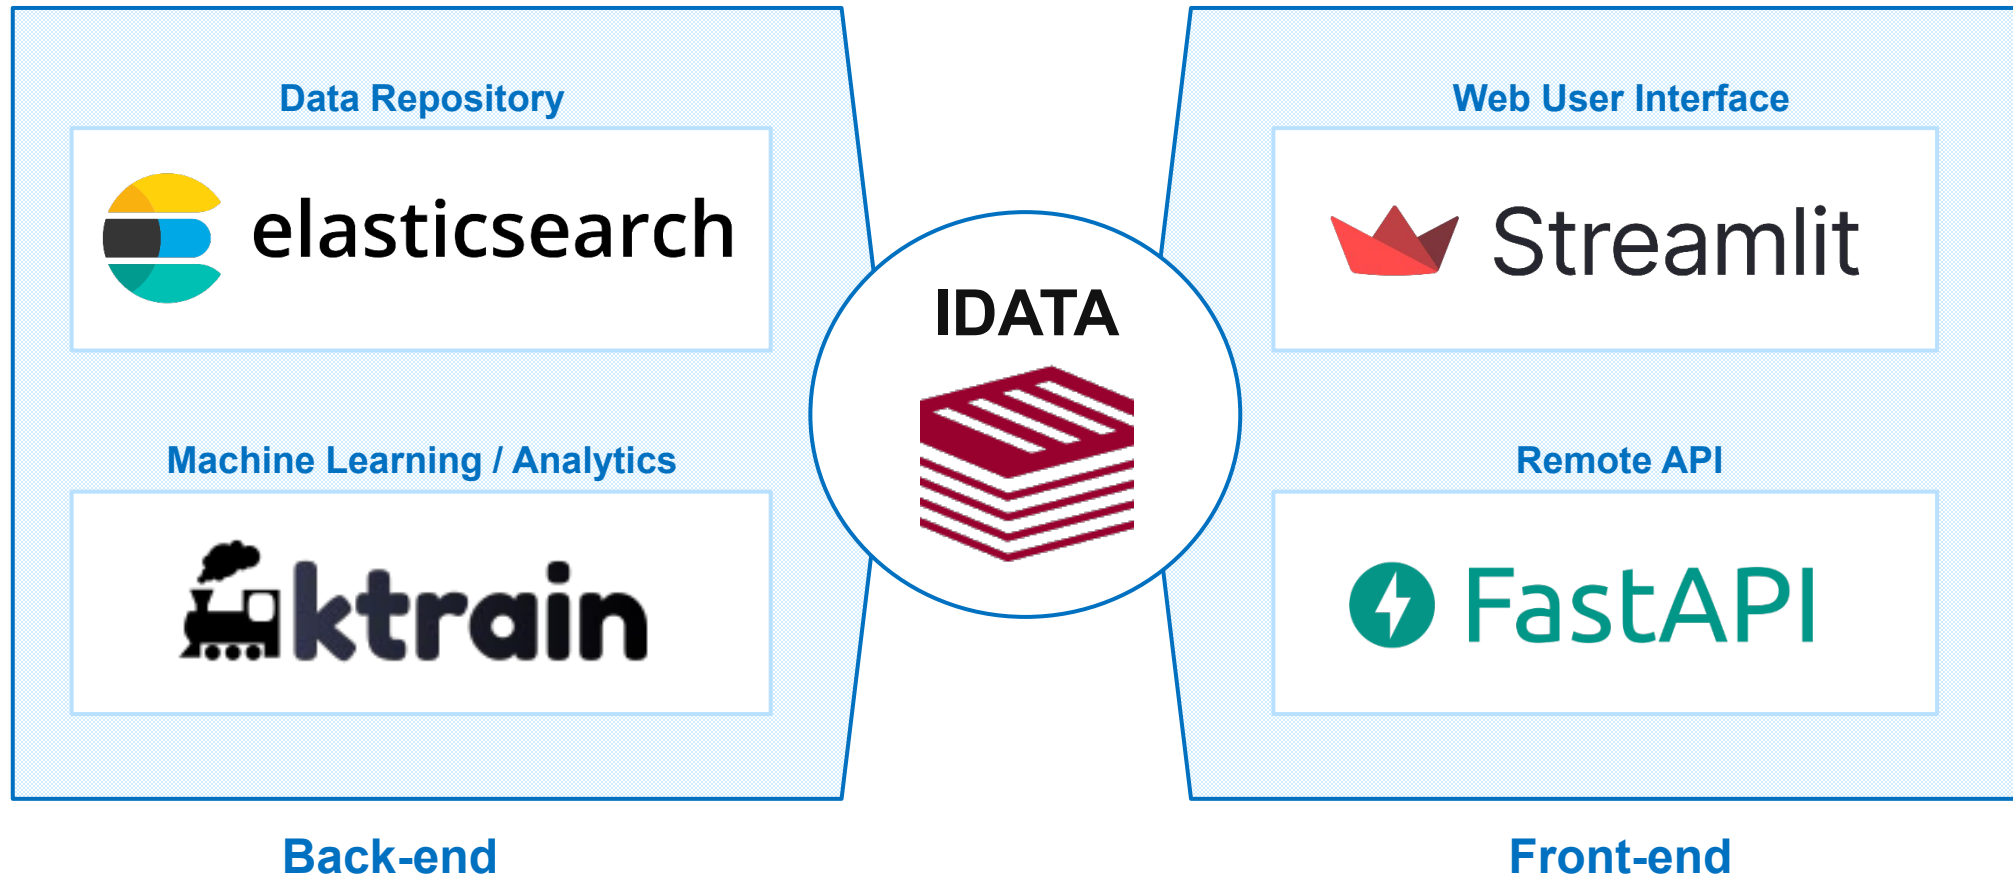 Data Repository
elasticsearch
Machine Learning / Analytics
ktrain
Back-end
IDATA
Web User Interface
Streamlit
Remote API
FastAPI
Front-end